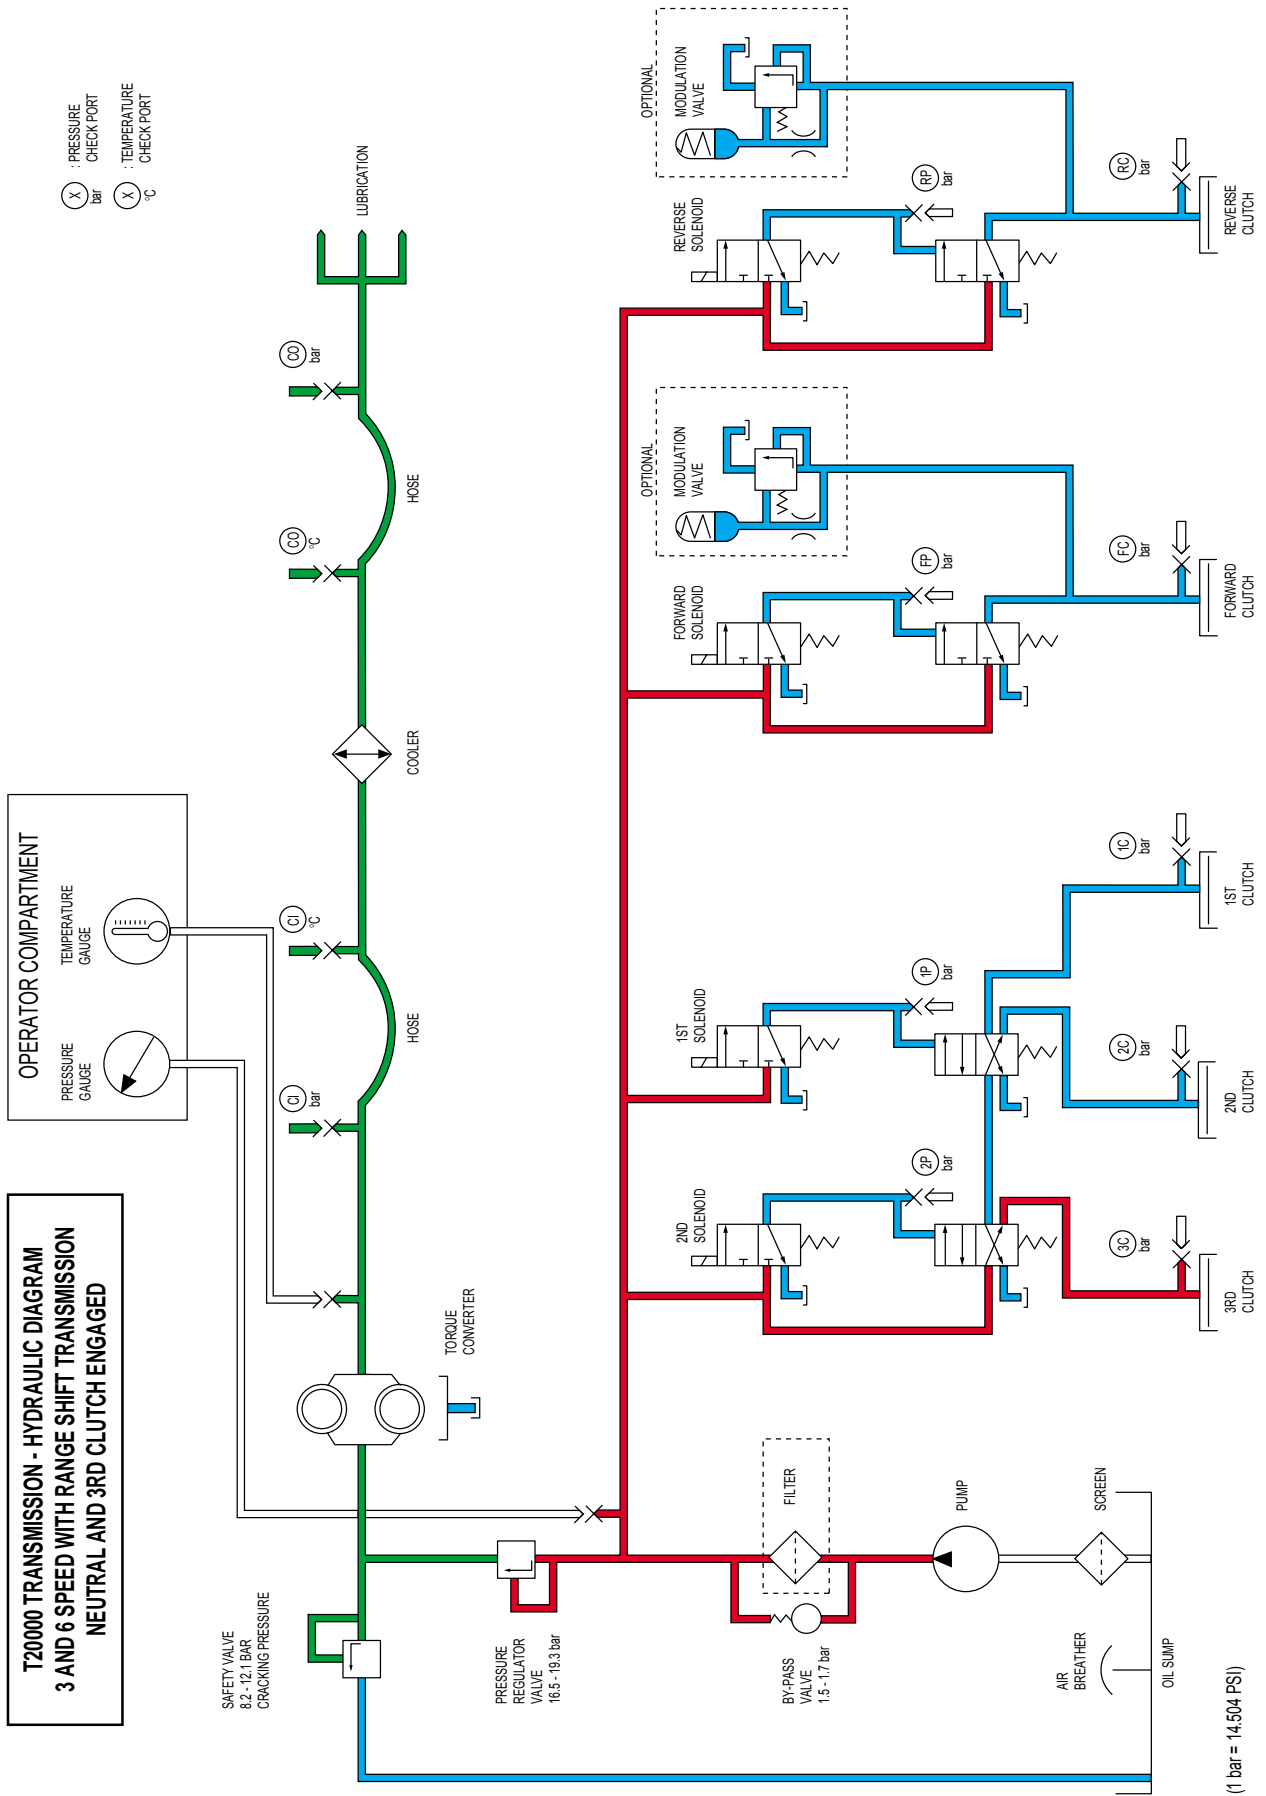 T20000 TRANSMISSION - HYDRAULIC DIAGRAM
3 AND 6 SPEED WITH RANGE SHIFT TRANSMISSION
NEUTRAL AND 3RD CLUTCH ENGAGED
OPERATOR COMPARTMENT
PRESSURE
GAUGE
TEMPERATURE
GAUGE
X
bar
: PRESSURE
CHECK PORT
X
°C
: TEMPERATURE
CHECK PORT
SAFETY VALVE
8.2 - 12.1 BAR
CRACKING PRESSURE
CI
bar
CI
°C
CO
°C
CO
bar
LUBRICATION
HOSE
COOLER
HOSE
TORQUE
CONVERTER
PRESSURE
REGULATOR
VALVE
16.5 - 19.3 bar
BY-PASS
VALVE
1.5 - 1.7 bar
FILTER
PUMP
SCREEN
AIR
BREATHER
OIL SUMP
(1 bar = 14.504 PSI)
2ND
SOLENOID
1ST
SOLENOID
FORWARD
SOLENOID
OPTIONAL
MODULATION
VALVE
REVERSE
SOLENOID
OPTIONAL
MODULATION
VALVE
2P
bar
1P
bar
FP
bar
RP
bar
3C
bar
2C
bar
1C
bar
FC
bar
RC
bar
3RD
CLUTCH
2ND
CLUTCH
1ST
CLUTCH
FORWARD
CLUTCH
REVERSE
CLUTCH